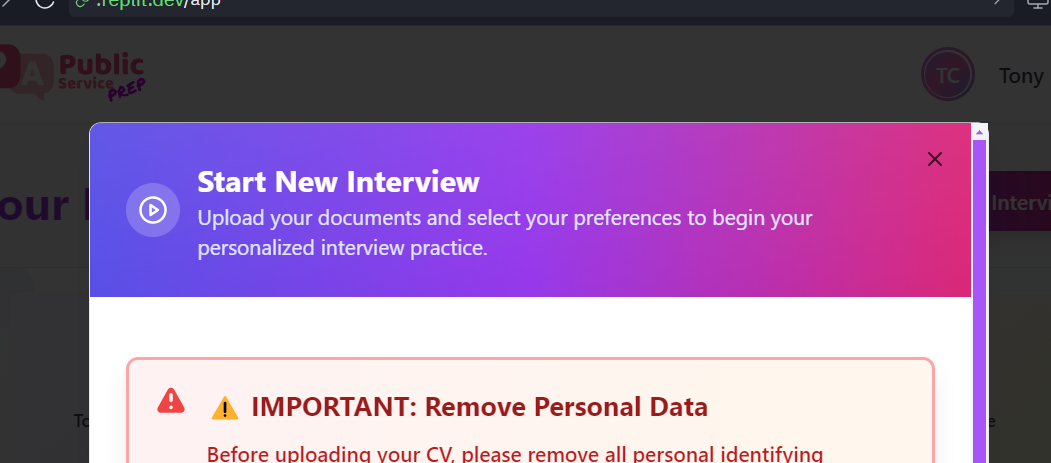 .replit.dev/app
Public
Service
PREP
TC
Tony
Start New Interview
Upload your documents and select your preferences to begin your
personalized interview practice.
our
Intervi
IMPORTANT: Remove Personal Data
Before uploading your CV, please remove all personal identifying